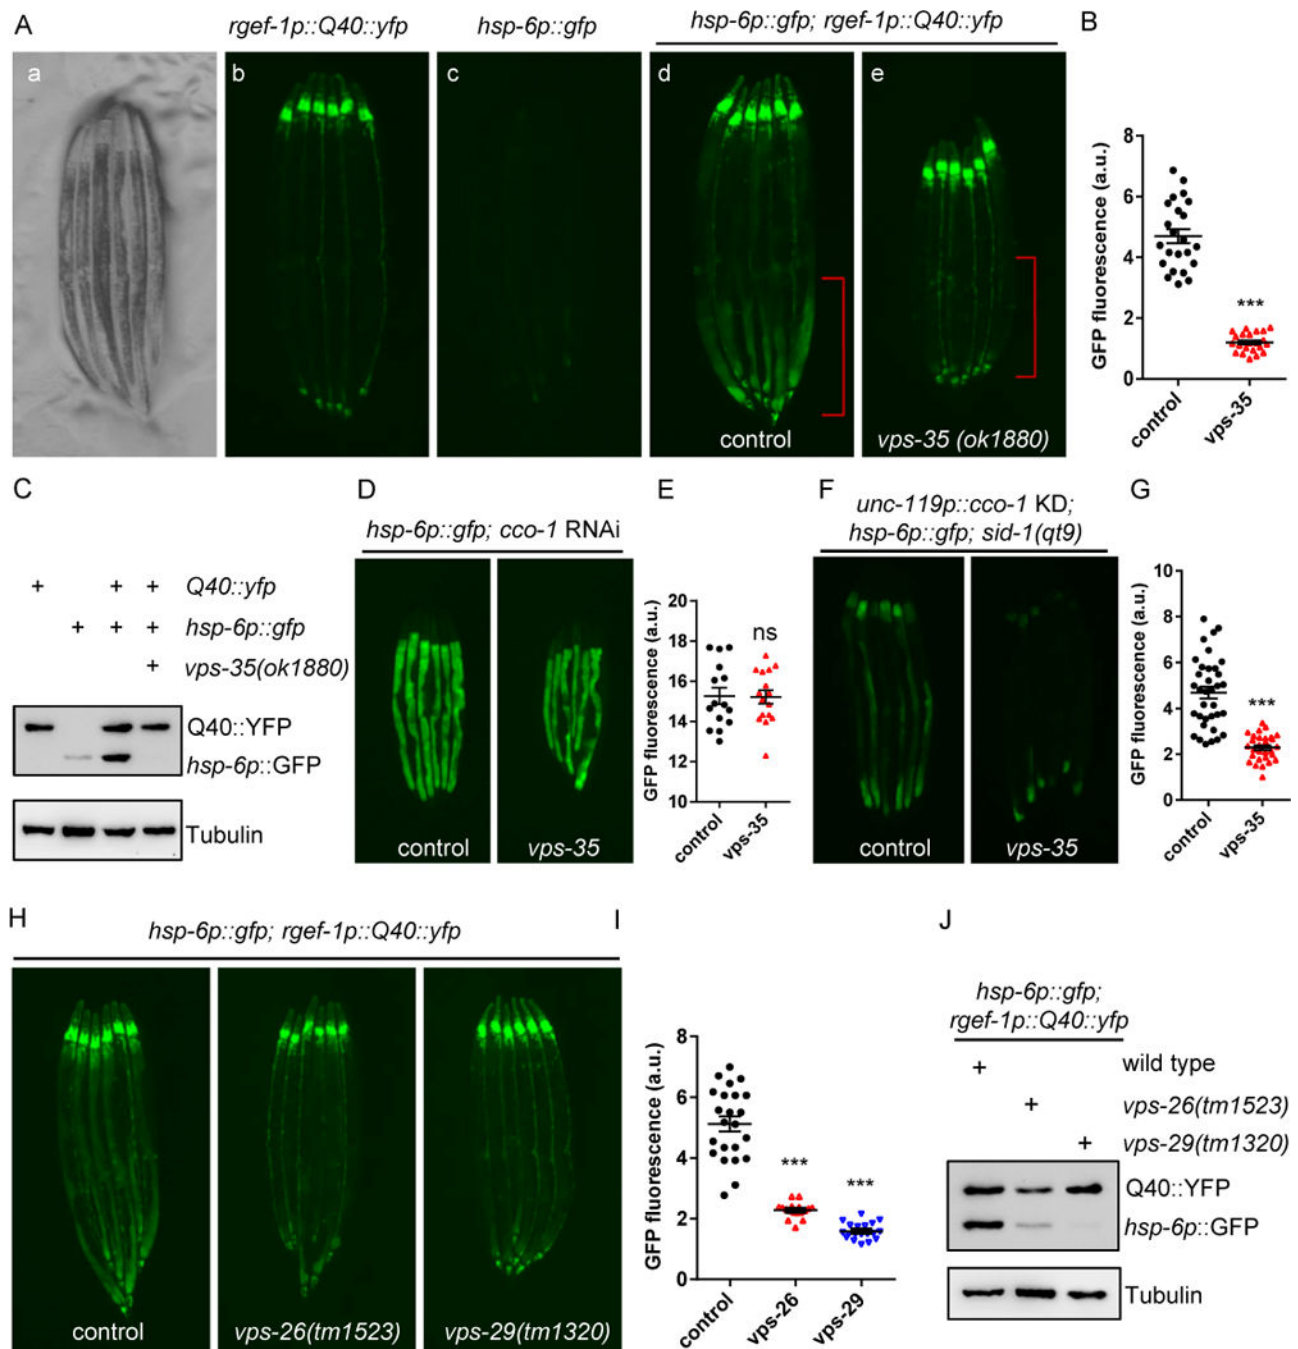 A
rgef-1p::Q40::yfp
hsp-6p::gfp
hsp-6p::gfp; rgef-1p::Q40::yfp
B
a
b
c
d
e
control
vps-35 (ok1880)
GFP fluorescence (a.u.)
8
6
4
2
0
***
control
vps-35
C
+ + + Q40::yfp
+ + + hsp-6p::gfp
+ vps-35(ok1880)
Q40::YFP
hsp-6p::GFP
Tubulin
D
hsp-6p::gfp; cco-1 RNAi
control
vps-35
E
GFP fluorescence (a.u.)
20
18
16
14
12
10
ns
control
vps-35
F
unc-119p::cco-1 KD;
hsp-6p::gfp; sid-1(qt9)
control
vps-35
G
GFP fluorescence (a.u.)
10
8
6
4
2
0
***
control
vps-35
H
hsp-6p::gfp; rgef-1p::Q40::yfp
control
vps-26(tm1523)
vps-29(tm1320)
I
GFP fluorescence (a.u.)
8
6
4
2
0
***
***
control
vps-26
vps-29
J
hsp-6p::gfp;
rgef-1p::Q40::yfp
+ wild type
+ vps-26(tm1523)
+ vps-29(tm1320)
Q40::YFP
hsp-6p::GFP
Tubulin